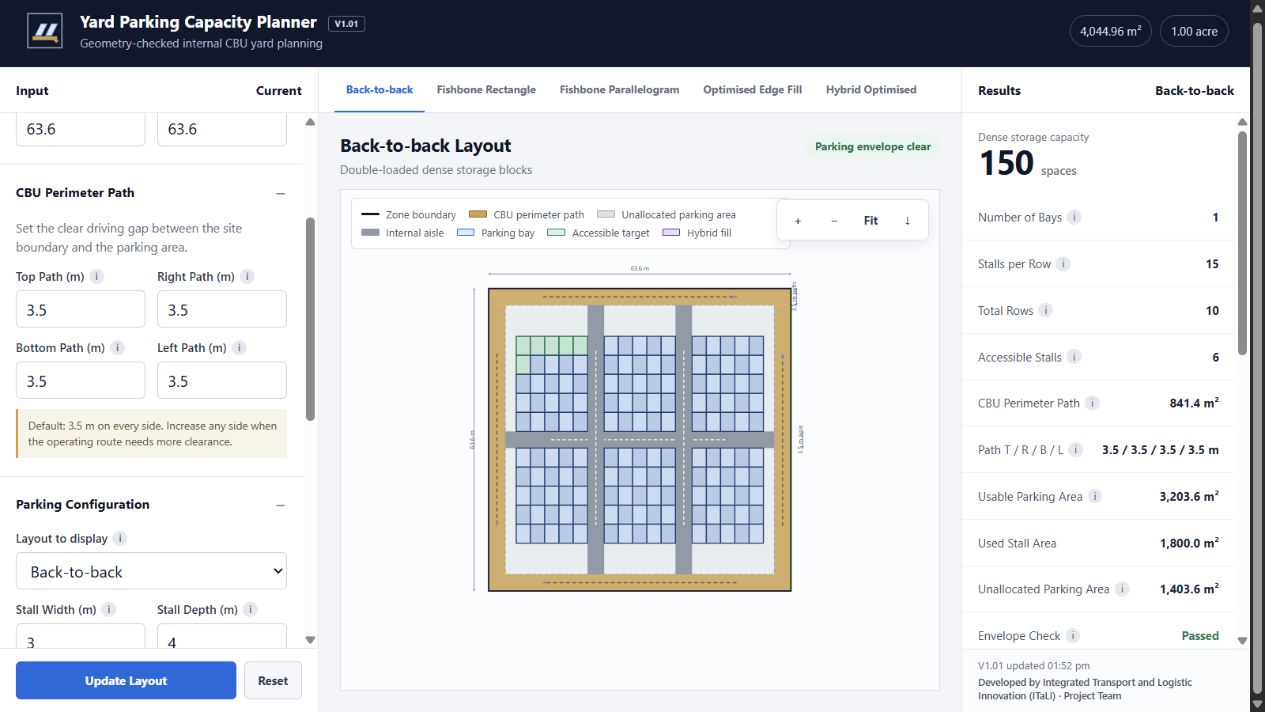 Yard Parking Capacity Planner V1.01
Geometry-checked internal CBU yard planning
4,044.96 m²
1.00 acre
Input Current
63.6 63.6
CBU Perimeter Path −
Set the clear driving gap between the site
boundary and the parking area.
Top Path (m) i Right Path (m) i
3.5 3.5
Bottom Path (m) i Left Path (m) i
3.5 3.5
Default: 3.5 m on every side. Increase any side when
the operating route needs more clearance.
Parking Configuration −
Layout to display i
Back-to-back
Stall Width (m) i Stall Depth (m) i
3 4
Update Layout Reset
Back-to-back Fishbone Rectangle Fishbone Parallelogram Optimised Edge Fill Hybrid Optimised
Back-to-back Layout
Double-loaded dense storage blocks
Parking envelope clear
Zone boundary CBU perimeter path Unallocated parking area
Internal aisle Parking bay Accessible target Hybrid fill
+ − Fit ↓
63.6 m
3.5 m path
63.6 m
3.5 m aisle
Results Back-to-back
Dense storage capacity
150 spaces
Number of Bays i 1
Stalls per Row i 15
Total Rows i 10
Accessible Stalls i 6
CBU Perimeter Path i 841.4 m²
Path T / R / B / L i 3.5 / 3.5 / 3.5 / 3.5 m
Usable Parking Area i 3,203.6 m²
Used Stall Area 1,800.0 m²
Unallocated Parking Area i 1,403.6 m²
Envelope Check i Passed
V1.01 updated 01:52 pm
Developed by Integrated Transport and Logistic
Innovation (ITaLI) · Project Team